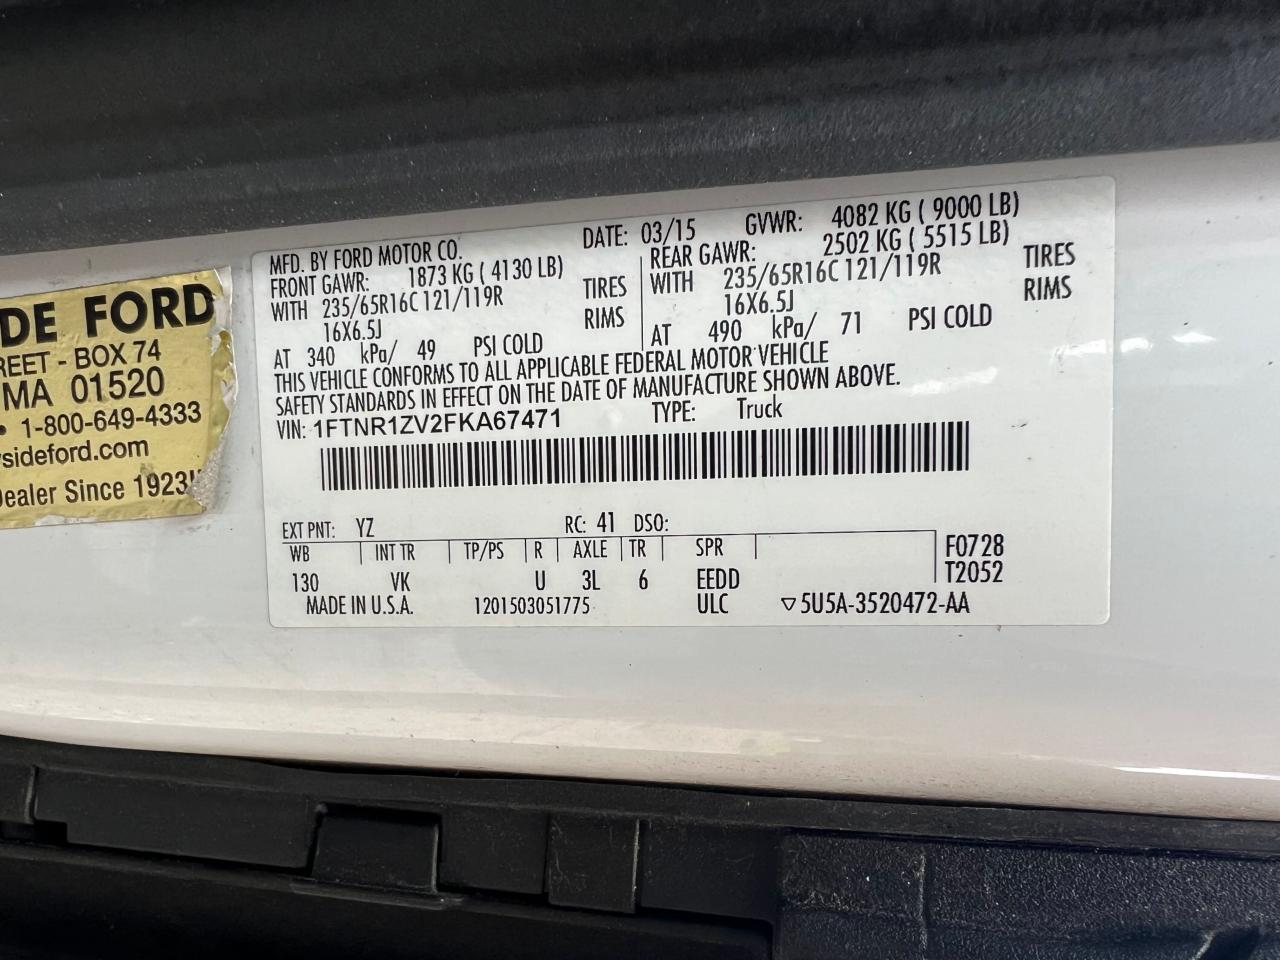 DE FORD
REET - BOX 74
MA 01520
• 1-800-649-4333
sideford.com
Dealer Since 1923"
MFD. BY FORD MOTOR CO. DATE: 03/15 GVWR: 4082 KG ( 9000 LB)
FRONT GAWR: 1873 KG ( 4130 LB) REAR GAWR: 2502 KG ( 5515 LB)
WITH 235/65R16C 121/119R TIRES WITH 235/65R16C 121/119R TIRES
16X6.5J RIMS 16X6.5J RIMS
AT 340 kPa/ 49 PSI COLD AT 490 kPa/ 71 PSI COLD
THIS VEHICLE CONFORMS TO ALL APPLICABLE FEDERAL MOTOR VEHICLE
SAFETY STANDARDS IN EFFECT ON THE DATE OF MANUFACTURE SHOWN ABOVE.
VIN: 1FTNR1ZV2FKA67471 TYPE: Truck
EXT PNT: YZ RC: 41 DSO:
WB INT TR TP/PS R AXLE TR SPR F0728
130 VK U 3L 6 EEDD T2052
MADE IN U.S.A. 1201503051775 ULC ▽5U5A-3520472-AA